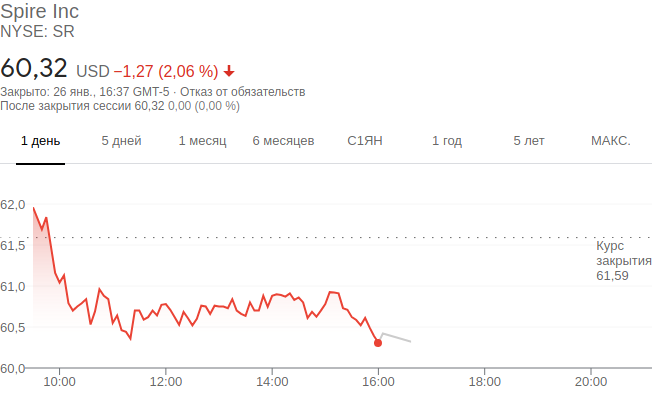 Spire Inc
NYSE: SR
60,32 USD −1,27 (2,06 %)
Закрыто: 26 янв., 16:37 GMT-5 · Отказ от обязательств
После закрытия сессии 60,32 0,00 (0,00 %)
1 день 5 дней 1 месяц 6 месяцев С1ЯН 1 год 5 лет МАКС.
62,0
61,5
Курс
закрытия
61,59
61,0
60,5
60,0
10:00 12:00 14:00 16:00 18:00 20:00